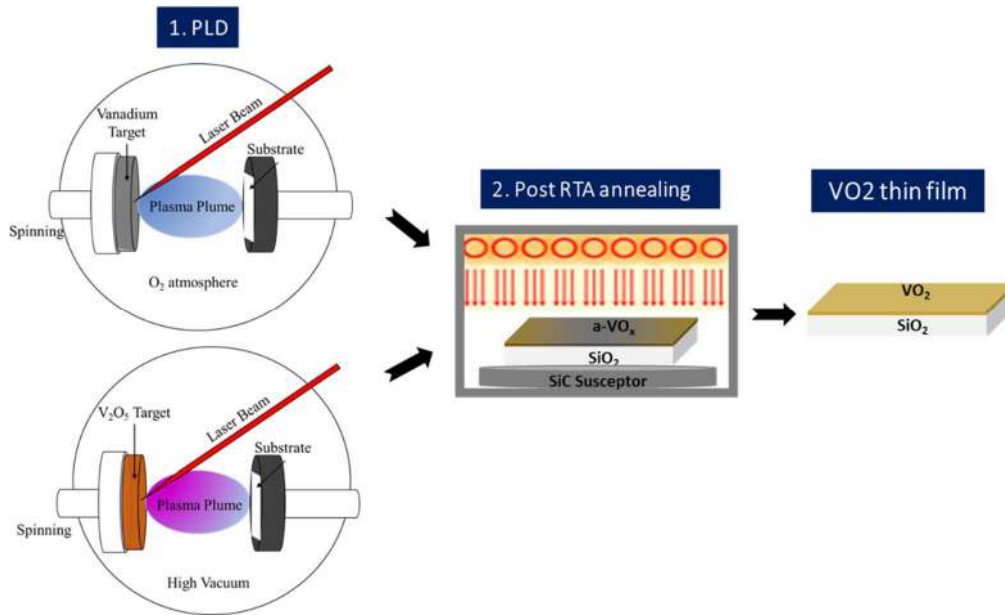 1. PLD
Vanadium
Target
Laser Beam
Substrate
Plasma Plume
Spinning
O₂ atmosphere
V₂O₅ Target
Laser Beam
Substrate
Plasma Plume
Spinning
High Vacuum
2. Post RTA annealing
a-VOₓ
SiO₂
SiC Susceptor
VO2 thin film
VO₂
SiO₂